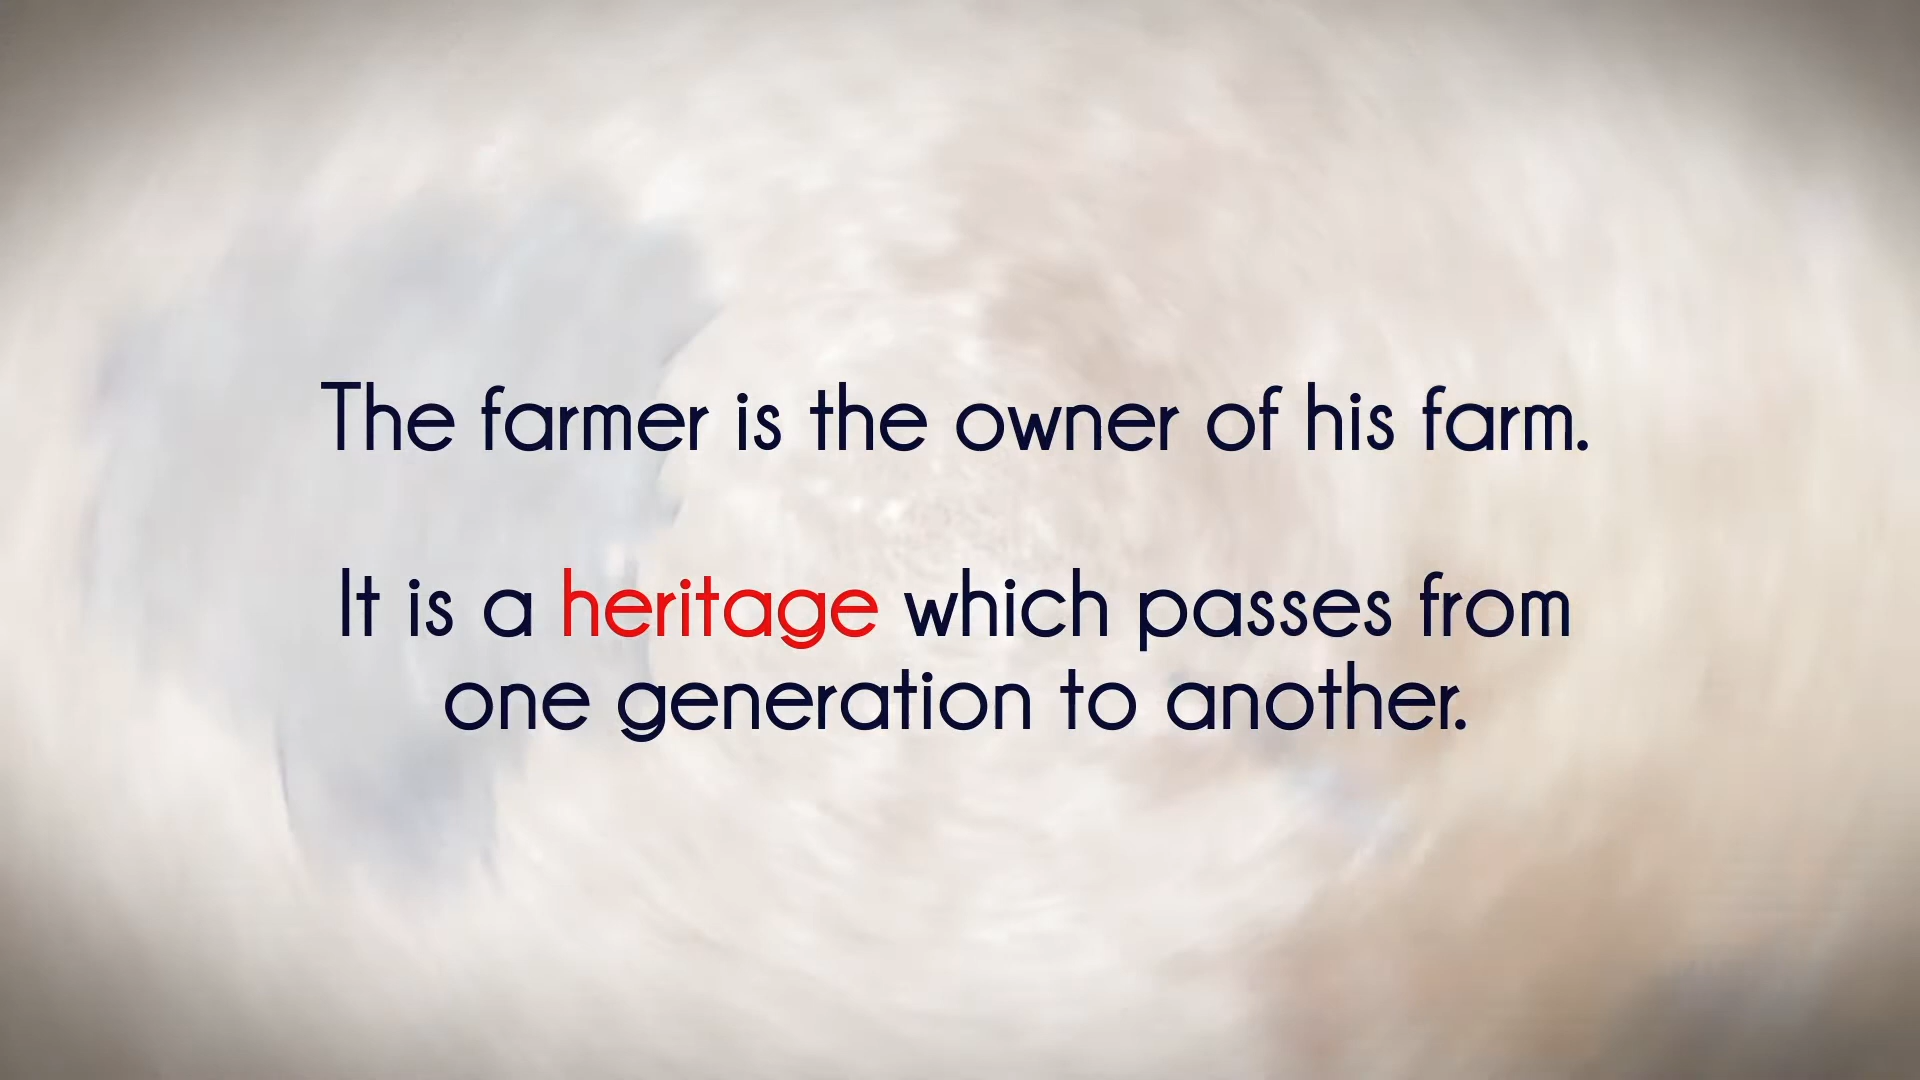 The farmer is the owner of his farm.
It is a heritage which passes from
one generation to another.